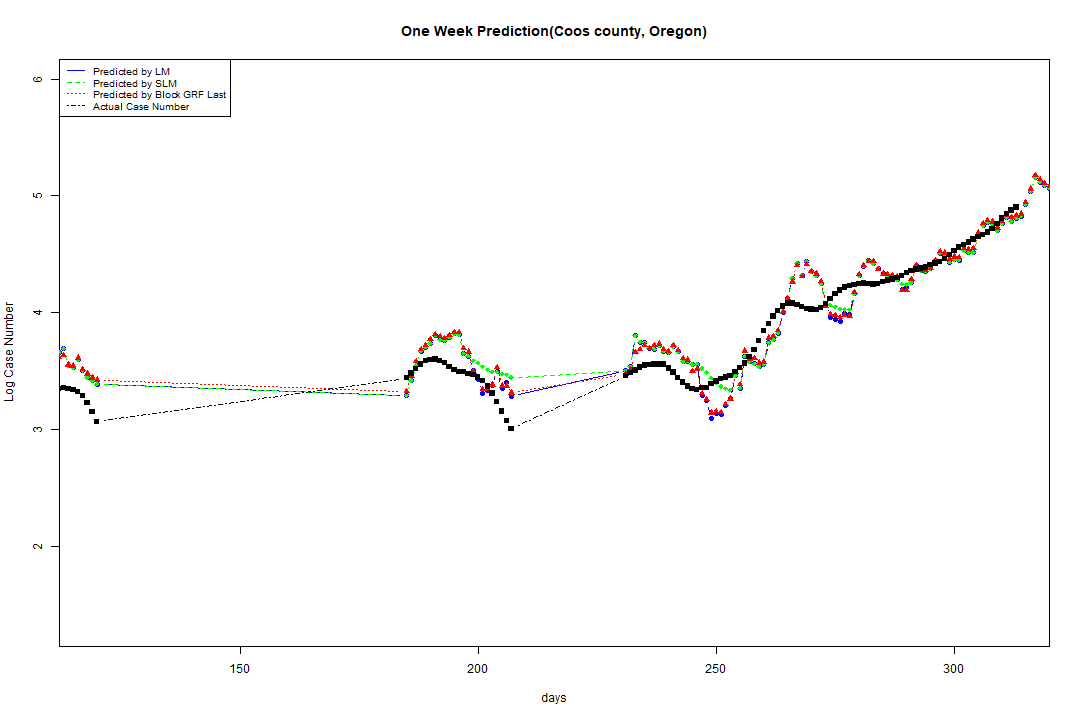 One Week Prediction(Coos county, Oregon)
Predicted by LM
Predicted by SLM
Predicted by Block GRF Last
Actual Case Number
6
5
4
3
2
Log Case Number
150 200 250 300
days